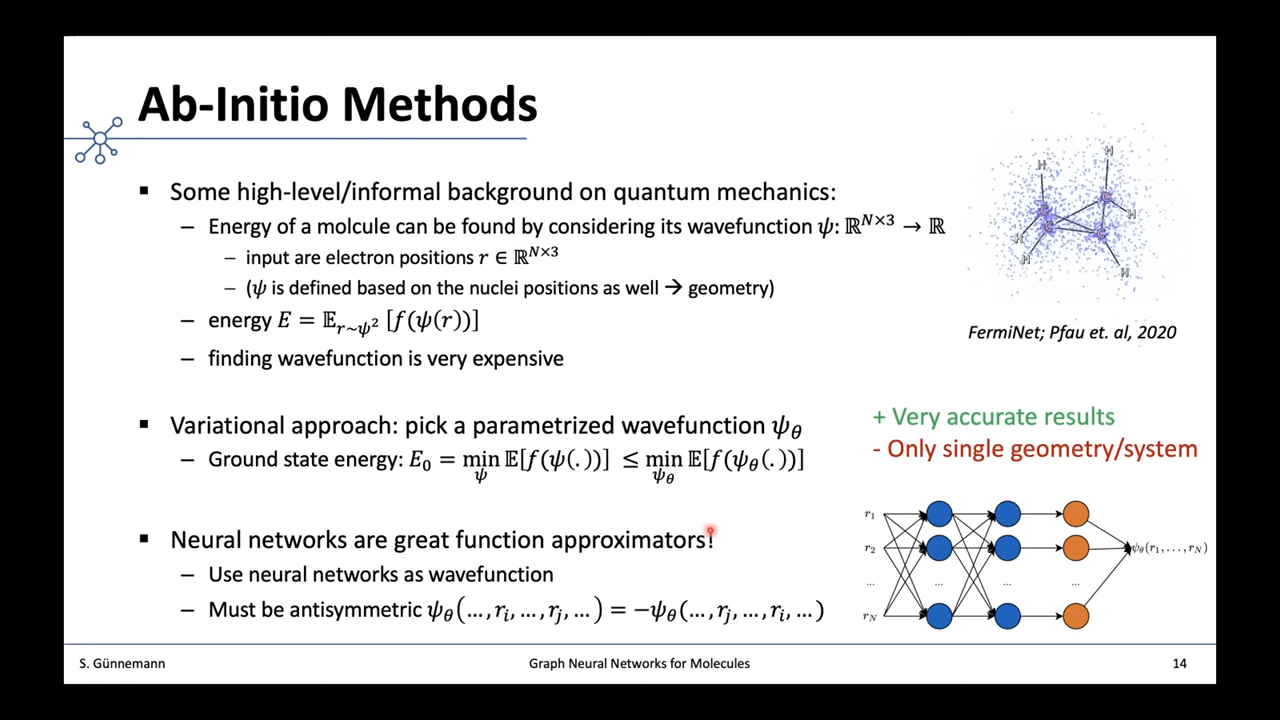 Ab-Initio Methods
▪ Some high-level/informal background on quantum mechanics:
– Energy of a molcule can be found by considering its wavefunction ψ: ℝ^{N×3} → ℝ
– input are electron positions r ∈ ℝ^{N×3}
– (ψ is defined based on the nuclei positions as well → geometry)
– energy E = 𝔼_{r~ψ²} [f(ψ(r))]
– finding wavefunction is very expensive
H
H
C
C
H
C
C
H
H
H
FermiNet; Pfau et. al, 2020
▪ Variational approach: pick a parametrized wavefunction ψ_θ
– Ground state energy: E₀ = min_ψ 𝔼[f(ψ(.))] ≤ min_{ψ_θ} 𝔼[f(ψ_θ(.))]
+ Very accurate results
- Only single geometry/system
▪ Neural networks are great function approximators!
– Use neural networks as wavefunction
– Must be antisymmetric ψ_θ(…, r_i, …, r_j, …) = −ψ_θ(…, r_j, …, r_i, …)
r₁
r₂
ψ_θ(r₁, …, r_N)
... ... ... ...
r_N
S. Günnemann
Graph Neural Networks for Molecules
14